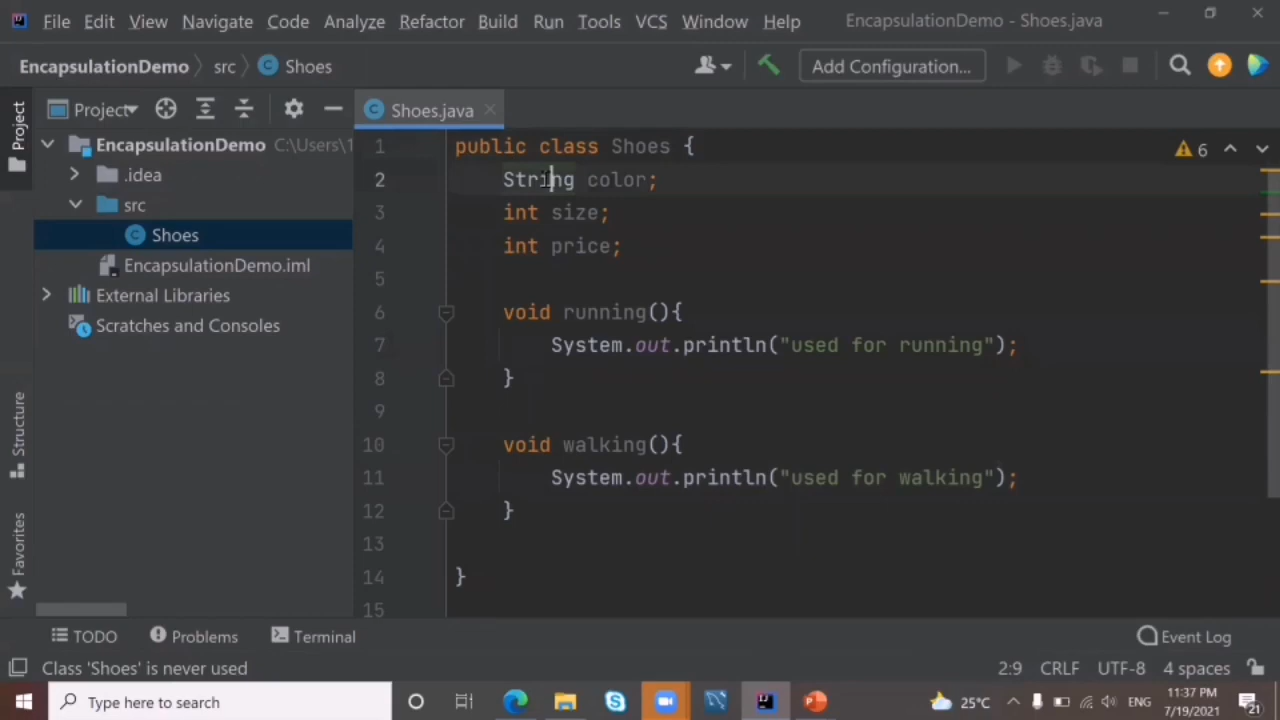 File Edit View Navigate Code Analyze Refactor Build Run Tools VCS Window Help EncapsulationDemo - Shoes.java
EncapsulationDemo src Shoes Add Configuration...
Project
Project
Shoes.java
EncapsulationDemo C:\Users\1
.idea
src
Shoes
EncapsulationDemo.iml
External Libraries
Scratches and Consoles
Structure
Favorites
6
1 public class Shoes {
2 String color;
3 int size;
4 int price;
5
6 void running(){
7 System.out.println("used for running");
8 }
9
10 void walking(){
11 System.out.println("used for walking");
12 }
13
14 }
15
TODO Problems Terminal Event Log
Class 'Shoes' is never used 2:9 CRLF UTF-8 4 spaces
Type here to search 25°C ENG 11:37 PM
7/19/2021 21